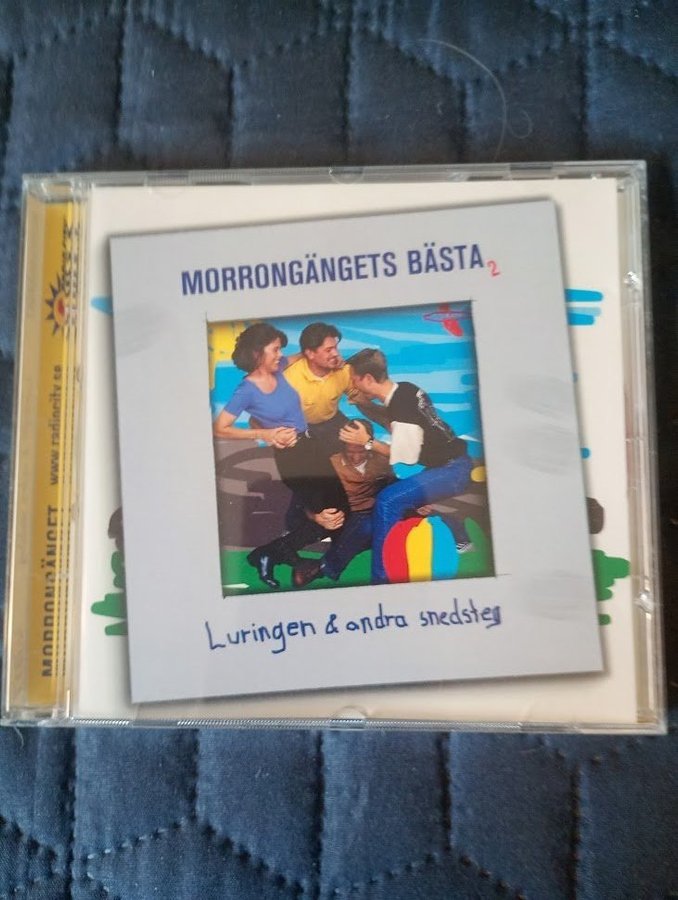 MORRONGÄNGETS BÄSTA 2
Luringen & andra snedsteg
MORRONGÄNGET www.radiocity.se